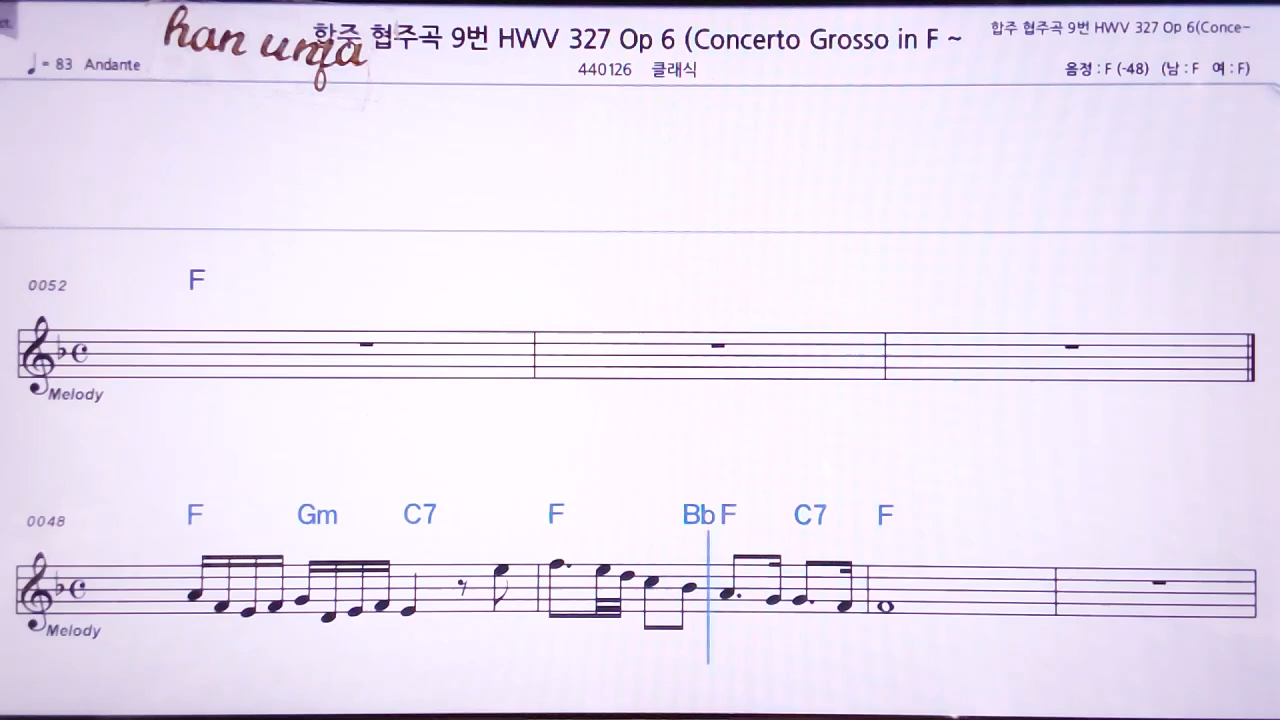 han unja
합주 협주곡 9번 HWV 327 Op 6 (Concerto Grosso in F ~
합주 협주곡 9번 HWV 327 Op 6(Conce~
= 83 Andante
440126 클래식
음정 : F (-48) (남 : F 여 : F)
0052 F
Melody
0048 F Gm C7 F Bb F C7 F
Melody